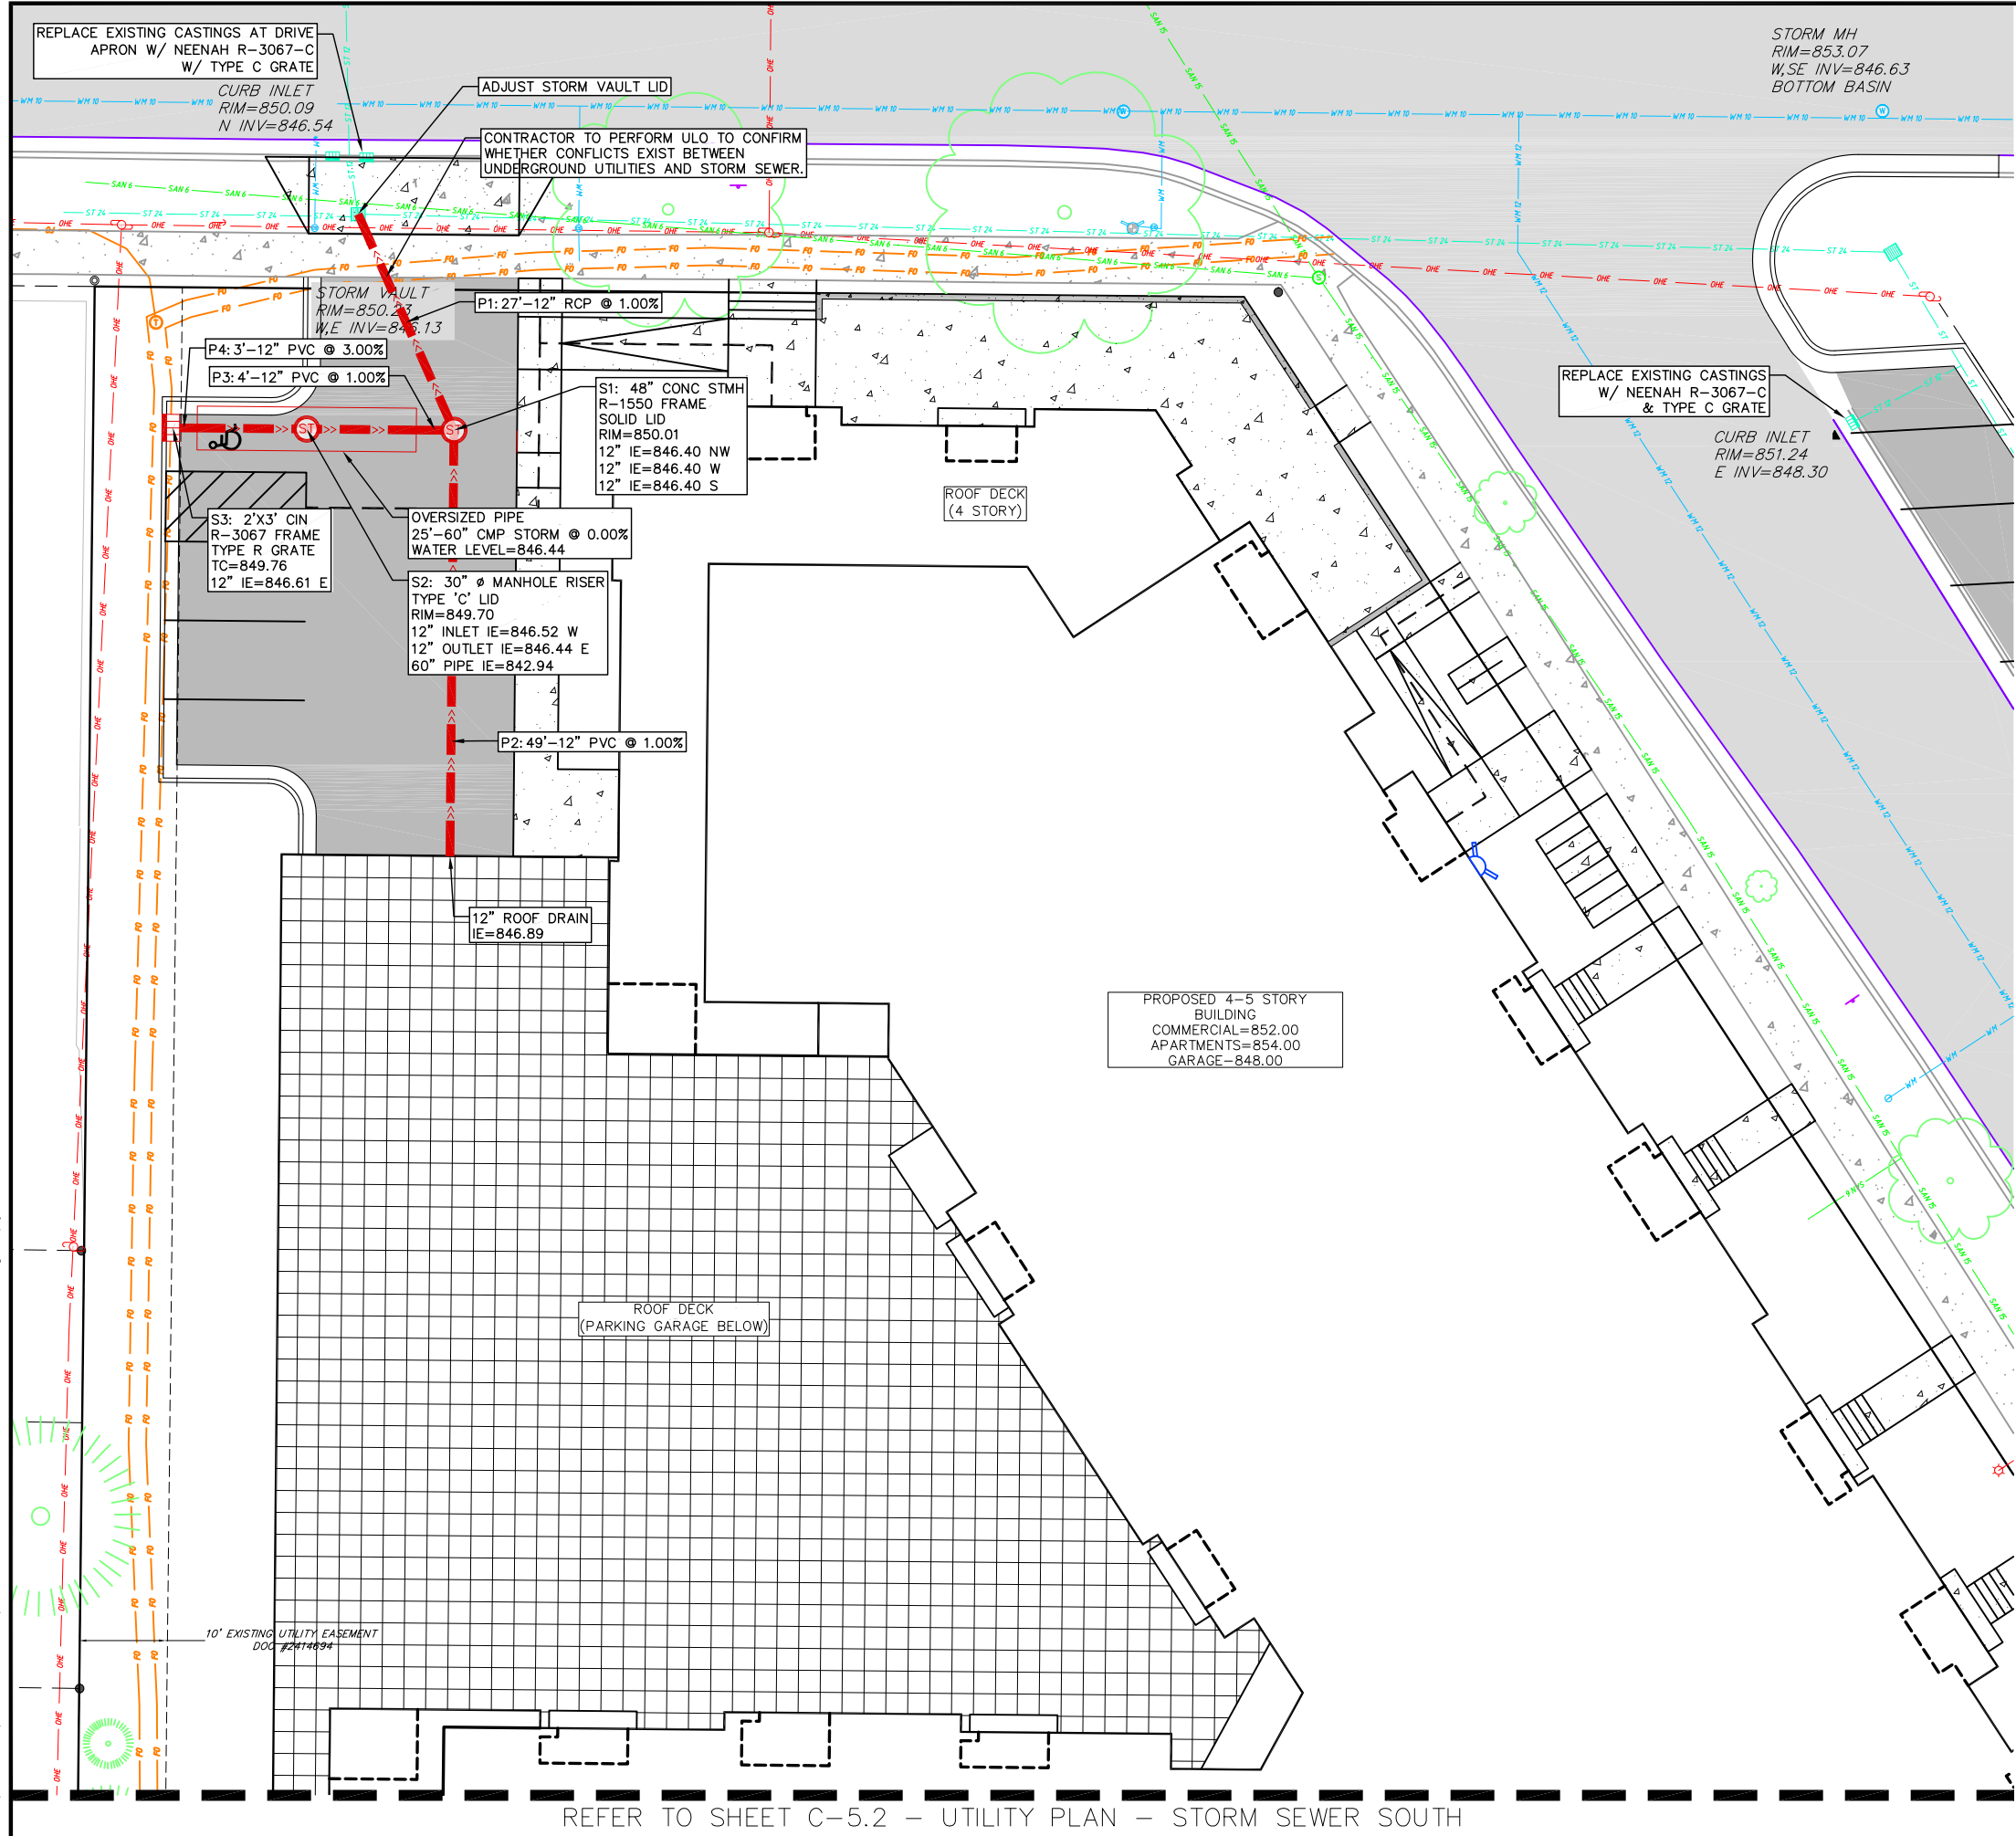 REPLACE EXISTING CASTINGS AT DRIVE
APRON W/ NEENAH R-3067-C
W/ TYPE C GRATE
CURB INLET
RIM=850.09
N INV=846.54
ADJUST STORM VAULT LID
CONTRACTOR TO PERFORM ULO TO CONFIRM
WHETHER CONFLICTS EXIST BETWEEN
UNDERGROUND UTILITIES AND STORM SEWER.
STORM MH
RIM=853.07
W,SE INV=846.63
BOTTOM BASIN
STORM VAULT
RIM=850.23
W,E INV=846.13
P1: 27'-12" RCP @ 1.00%
P4: 3'-12" PVC @ 3.00%
P3: 4'-12" PVC @ 1.00%
S1: 48" CONC STMH
R-1550 FRAME
SOLID LID
RIM=850.01
12" IE=846.40 NW
12" IE=846.40 W
12" IE=846.40 S
REPLACE EXISTING CASTINGS
W/ NEENAH R-3067-C
& TYPE C GRATE
CURB INLET
RIM=851.24
E INV=848.30
ROOF DECK
(4 STORY)
S3: 2'X3' CIN
R-3067 FRAME
TYPE R GRATE
TC=849.76
12" IE=846.61 E
OVERSIZED PIPE
25'-60" CMP STORM @ 0.00%
WATER LEVEL=846.44
S2: 30" ø MANHOLE RISER
TYPE 'C' LID
RIM=849.70
12" INLET IE=846.52 W
12" OUTLET IE=846.44 E
60" PIPE IE=842.94
P2: 49'-12" PVC @ 1.00%
12" ROOF DRAIN
IE=846.89
PROPOSED 4-5 STORY
BUILDING
COMMERCIAL=852.00
APARTMENTS=854.00
GARAGE-848.00
ROOF DECK
(PARKING GARAGE BELOW)
10' EXISTING UTILITY EASEMENT
DOC #2414694
REFER TO SHEET C-5.2 - UTILITY PLAN - STORM SEWER SOUTH